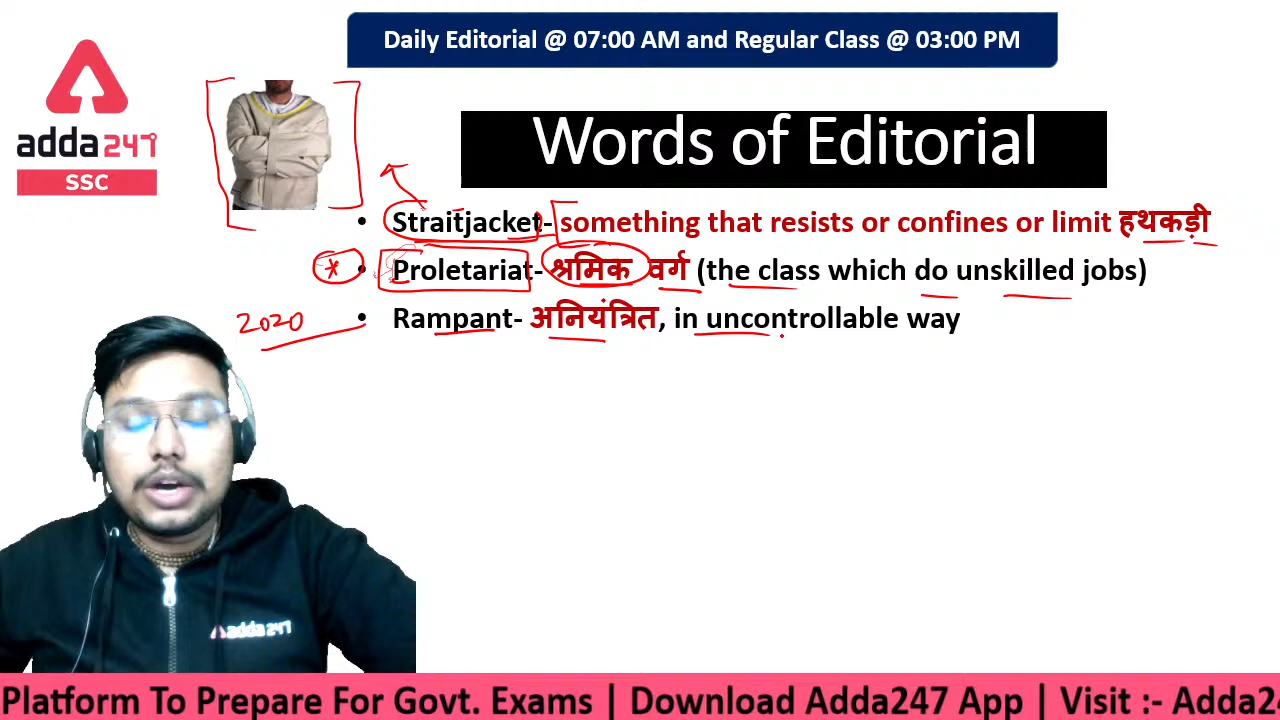 Daily Editorial @ 07:00 AM and Regular Class @ 03:00 PM
adda247
SSC
Words of Editorial
• Straitjacket- something that resists or confines or limit हथकड़ी
* • Proletariat- श्रमिक वर्ग (the class which do unskilled jobs)
2020 • Rampant- अनियंत्रित, in uncontrollable way
adda247
Platform To Prepare For Govt. Exams | Download Adda247 App | Visit :- Adda2